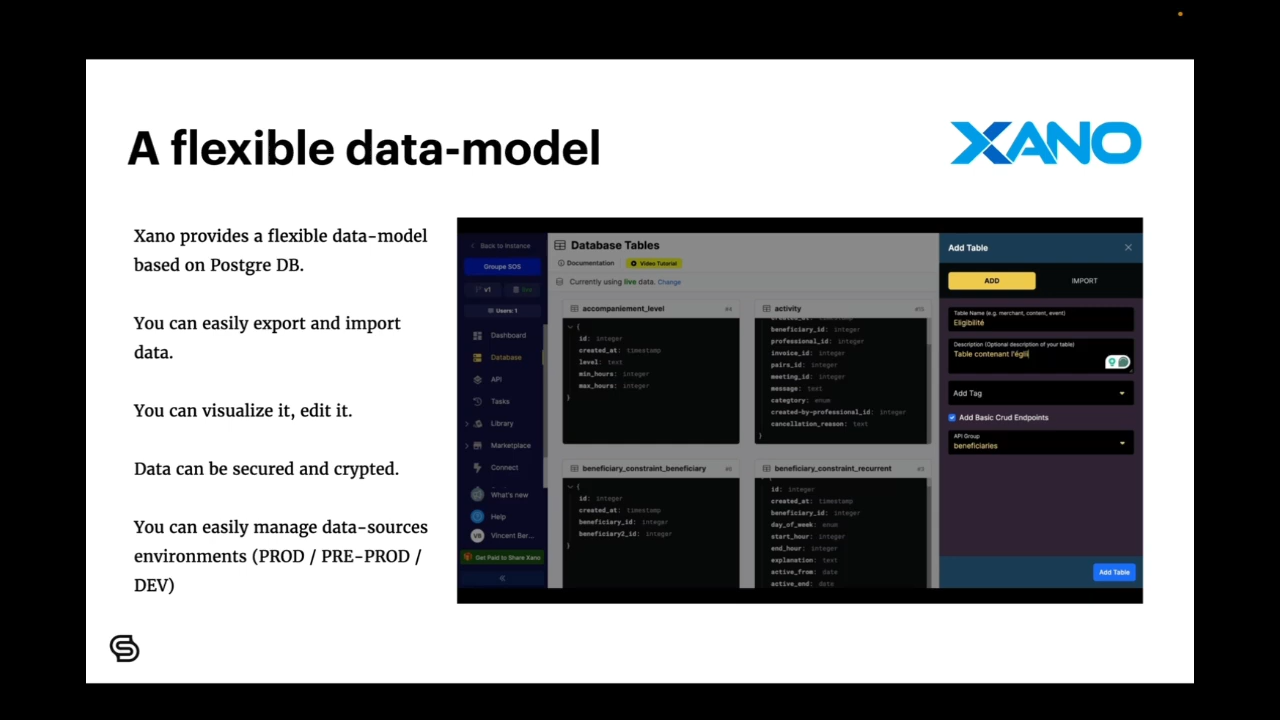 A flexible data-model
XANO
Xano provides a flexible data-model
based on Postgre DB.
You can easily export and import
data.
You can visualize it, edit it.
Data can be secured and crypted.
You can easily manage data-sources
environments (PROD / PRE-PROD /
DEV)
Back to Instance
Groupe SOS
v1 live
Users: 1
Dashboard
Database
API
Tasks
Library
Marketplace
Connect
What's new
Help
VB Vincent Ber...
Get Paid to Share Xano
Database Tables
Documentation Video Tutorial
Currently using live data. Change
accompaniement_level #4
{
id: integer
created_at: timestamp
level: text
min_hours: integer
max_hours: integer
}
activity
beneficiary_id: integer
professional_id: integer
invoice_id: integer
pairs_id: integer
meeting_id: integer
message: text
catergtory: enum
created-by-professional_id: integer
cancellation_reason: text
}
beneficiary_constraint_beneficiary
{
id: integer
created_at: timestamp
beneficiary_id: integer
beneficiary2_id: integer
}
beneficiary_constraint_recurrent
{
id: integer
created_at: timestamp
beneficiary_id: integer
day_of_week: enum
start_hour: integer
end_hour: integer
explanation: text
active_from: date
active_end: date
Add Table
ADD IMPORT
Table Name (e.g. merchant, content, event)
Eligibilité
Description (Optional description of your table)
Table contenant l'égli
Add Tag
Add Basic Crud Endpoints
API Group
beneficiaries
Add Table